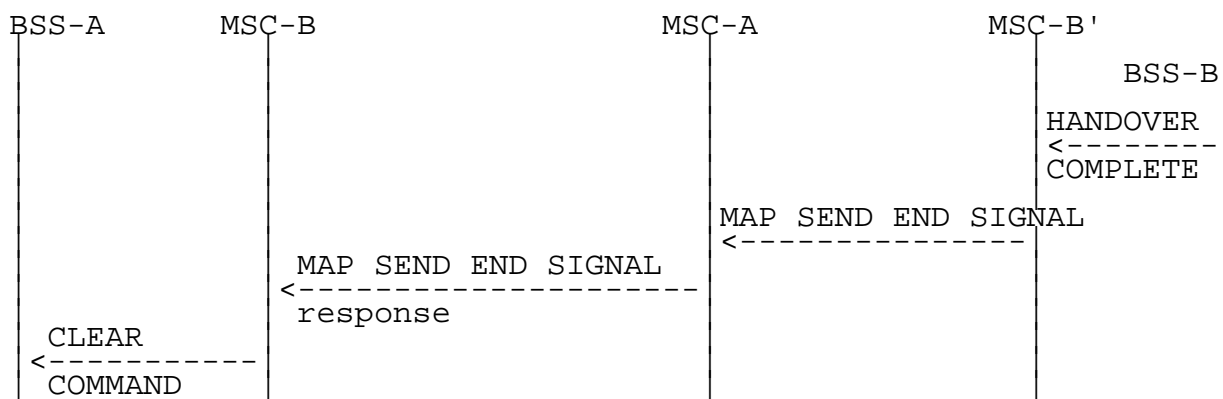 BSS-A MSC-B MSC-A MSC-B'
BSS-B
HANDOVER
COMPLETE
MAP SEND END SIGNAL
MAP SEND END SIGNAL
response
CLEAR
COMMAND